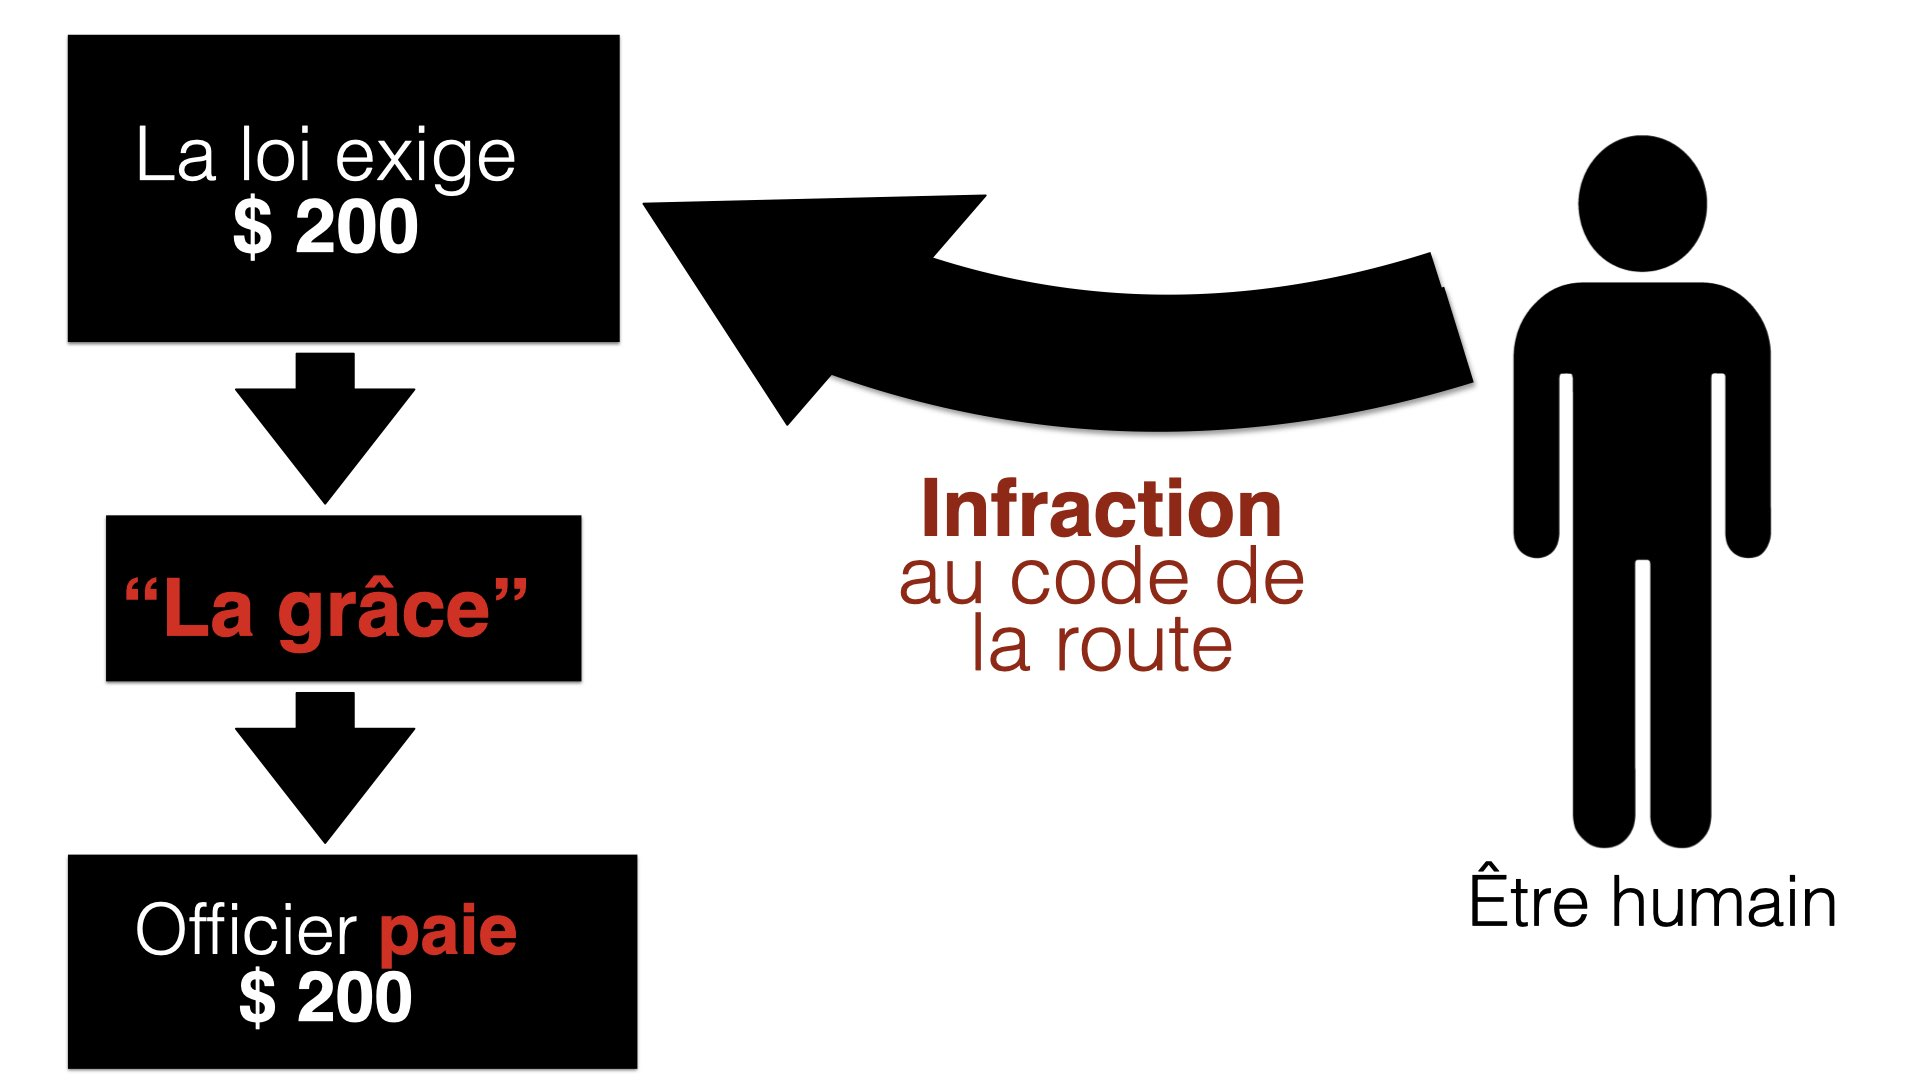 La loi exige
$ 200
“La grâce”
Officier paie
$ 200
Infraction
au code de
la route
Être humain